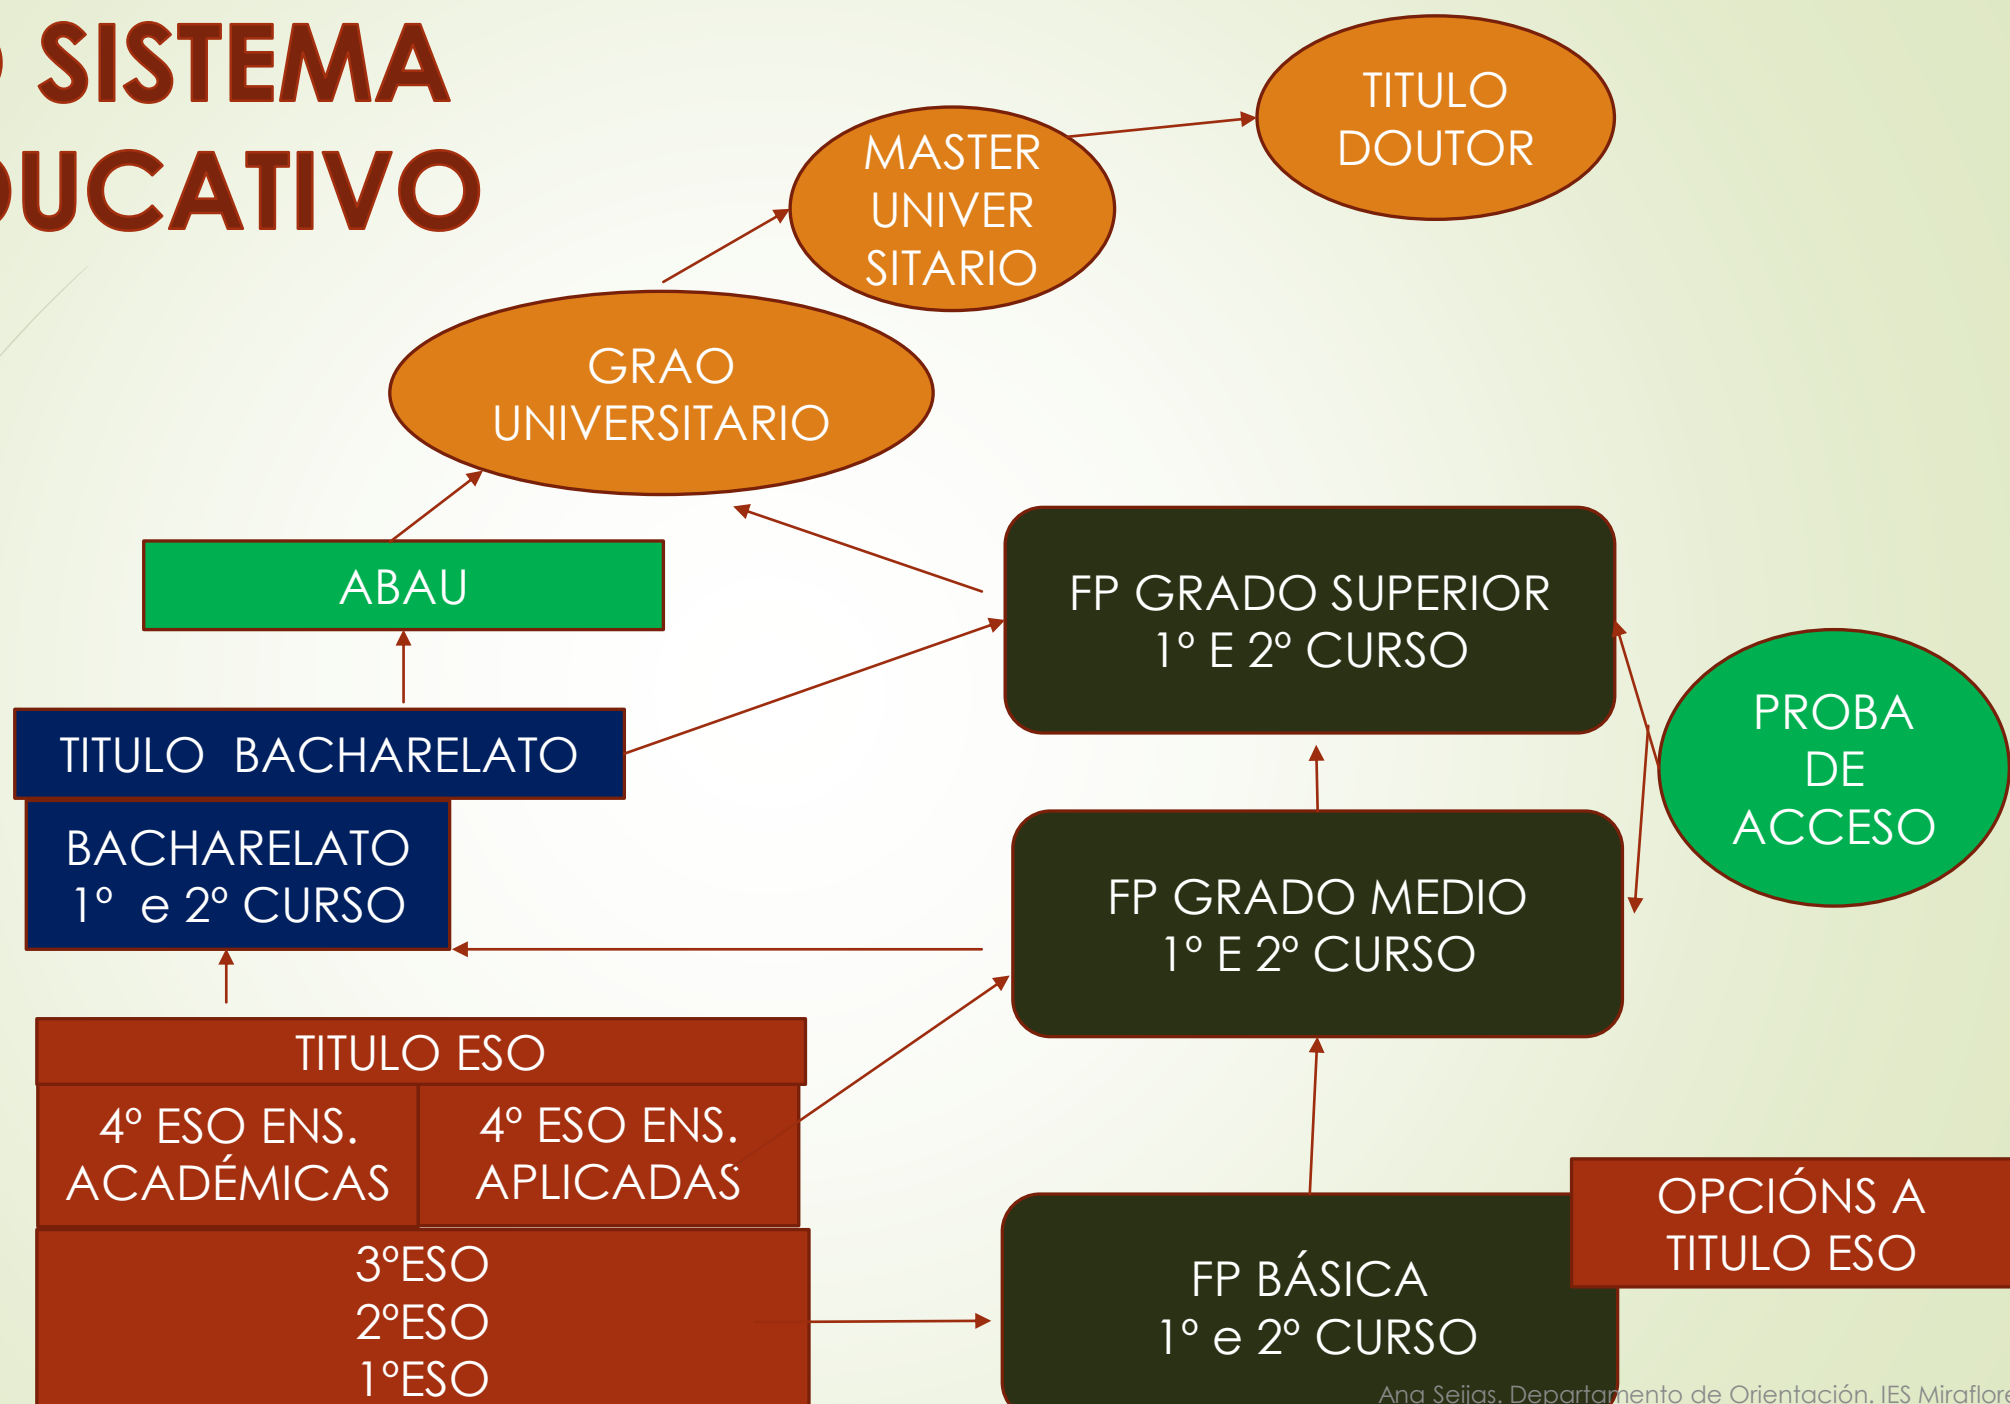 SISTEMA
DUCATIVO
TITULO
DOUTOR
MASTER
UNIVER
SITARIO
GRAO
UNIVERSITARIO
ABAU
FP GRADO SUPERIOR
1º E 2º CURSO
PROBA
DE
ACCESO
TITULO  BACHARELATO
BACHARELATO
1º  e 2º CURSO
FP GRADO MEDIO
1º E 2º CURSO
TITULO ESO
4º ESO ENS.
ACADÉMICAS
4º ESO ENS.
APLICADAS
OPCIÓNS A
TITULO ESO
3ºESO
2ºESO
1ºESO
FP BÁSICA
1º e 2º CURSO
Ana Seijas. Departamento de Orientación. IES Miraflore